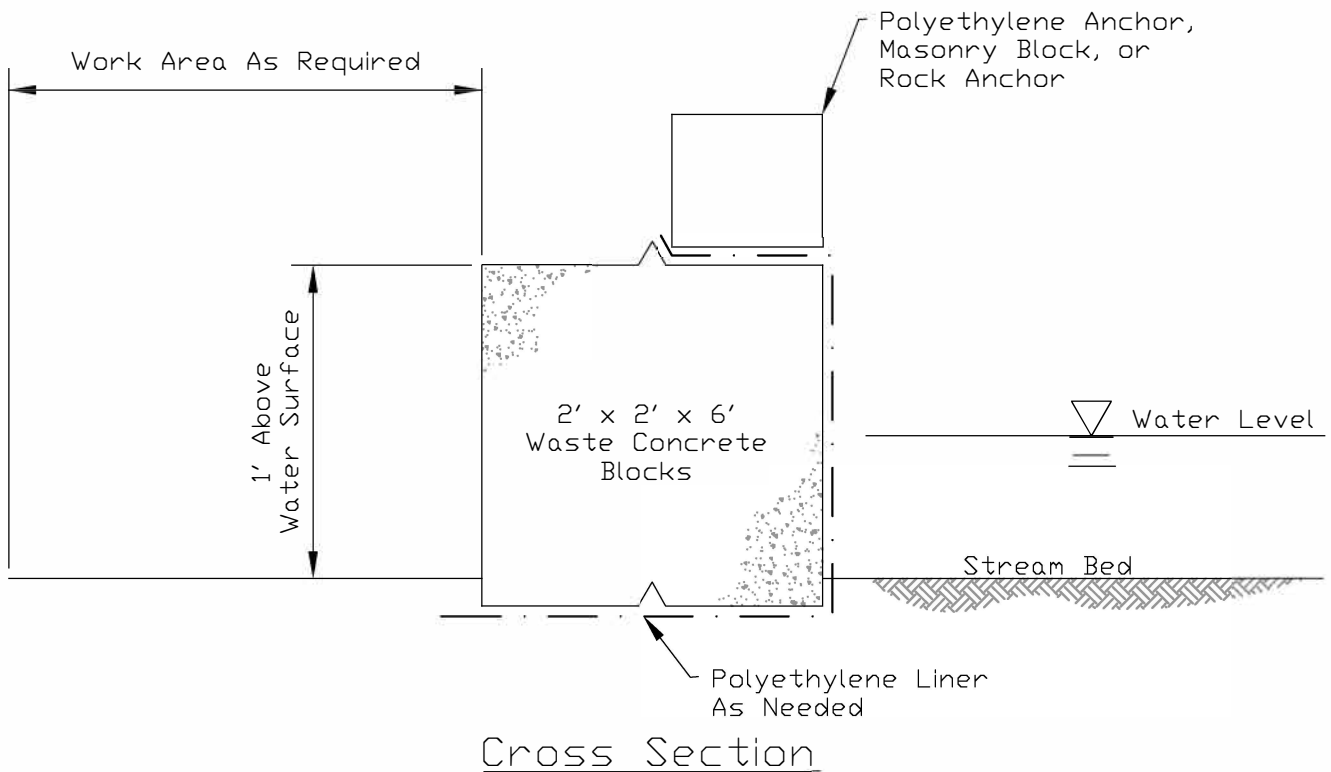 Work Area As Required
Polyethylene Anchor,
Masonry Block, or
Rock Anchor
1' Above
Water Surface
2' x 2' x 6'
Waste Concrete
Blocks
Water Level
Stream Bed
Polyethylene Liner
As Needed
Cross Section